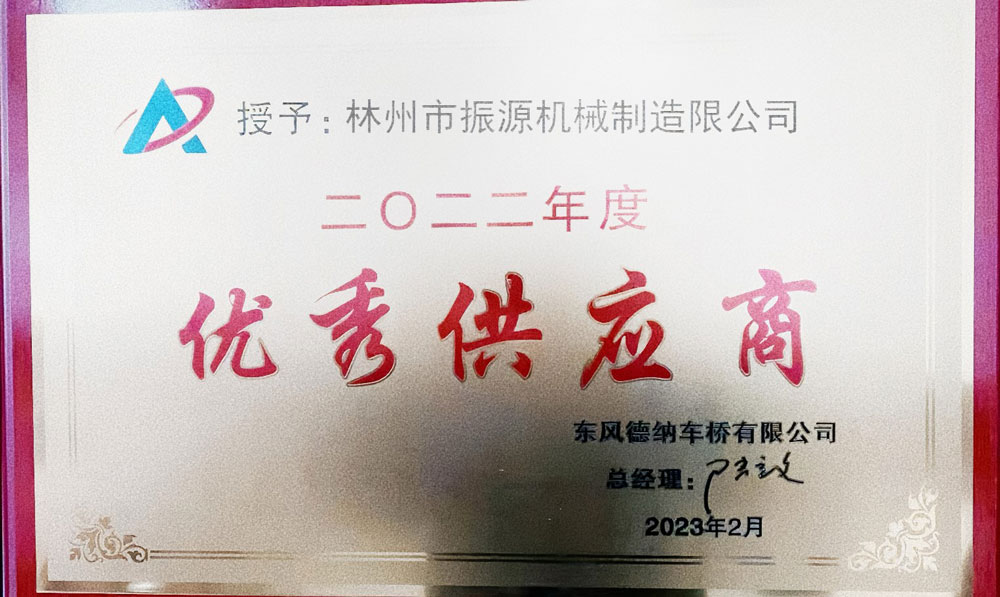 授予：林州市振源机械制造限公司
二〇二二年度
优秀供应商
东风德纳车桥有限公司
总经理：
2023年2月